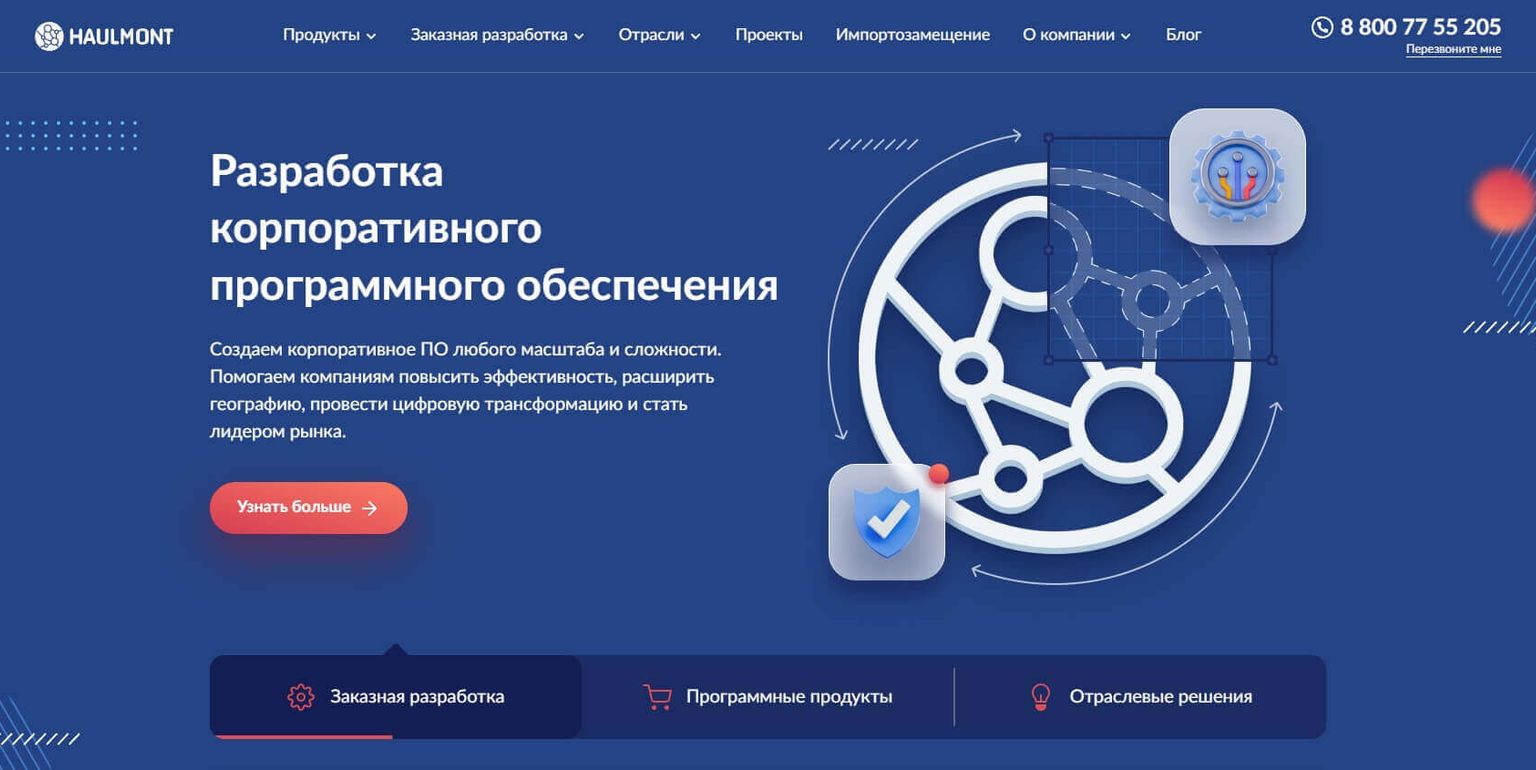 HAULMONT
Продукты
Заказная разработка
Отрасли
Проекты
Импортозамещение
О компании
Блог
8 800 77 55 205
Перезвоните мне
Разработка
корпоративного
программного обеспечения
Создаем корпоративное ПО любого масштаба и сложности.
Помогаем компаниям повысить эффективность, расширить
географию, провести цифровую трансформацию и стать
лидером рынка.
Узнать больше
Заказная разработка
Программные продукты
Отраслевые решения